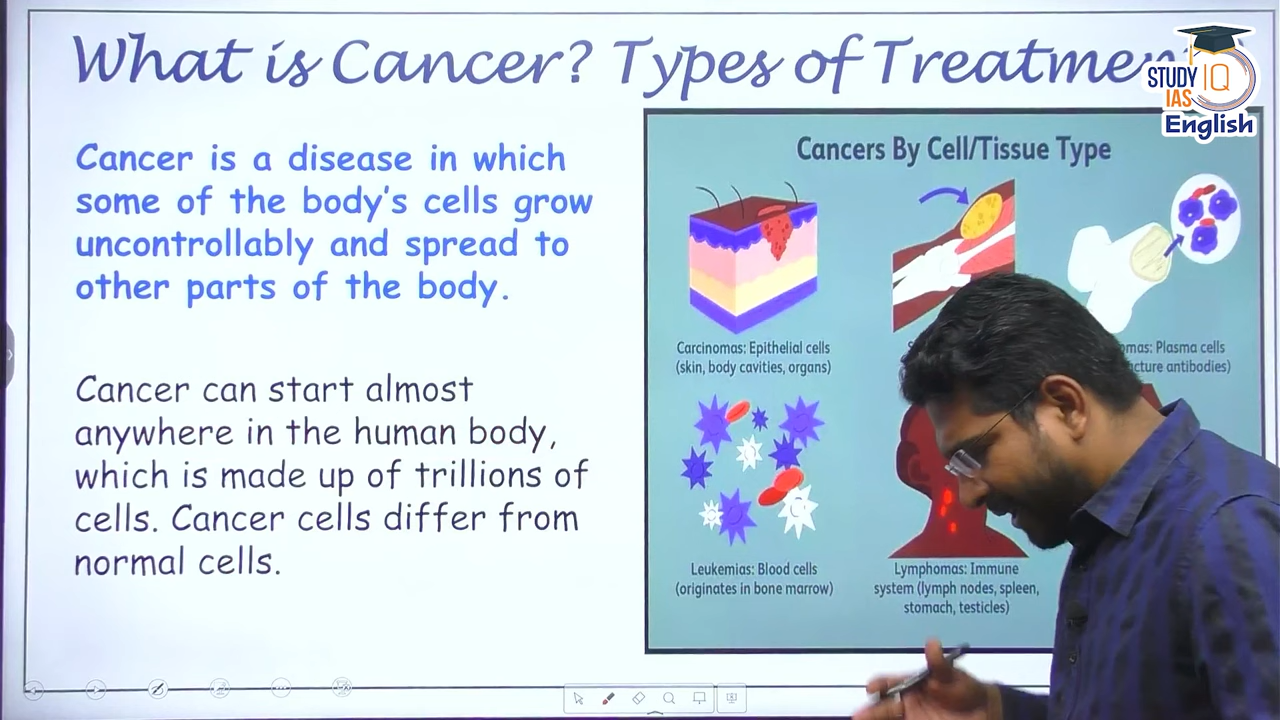 What is Cancer? Types of
STUDY IQ
IAS
English
Cancer is a disease in which
some of the body's cells grow
uncontrollably and spread to
other parts of the body.
Cancer can start almost
anywhere in the human body,
which is made up of trillions of
cells. Cancer cells differ from
normal cells.
Cancers By Cell/Tissue Type
Carcinomas: Epithelial cells
(skin, body cavities, organs)
Plasma cells
antibodies)
Leukemias: Blood cells
(originates in bone marrow)
Lymphomas: Immune
system (lymph nodes, spleen,
stomach, testicles)